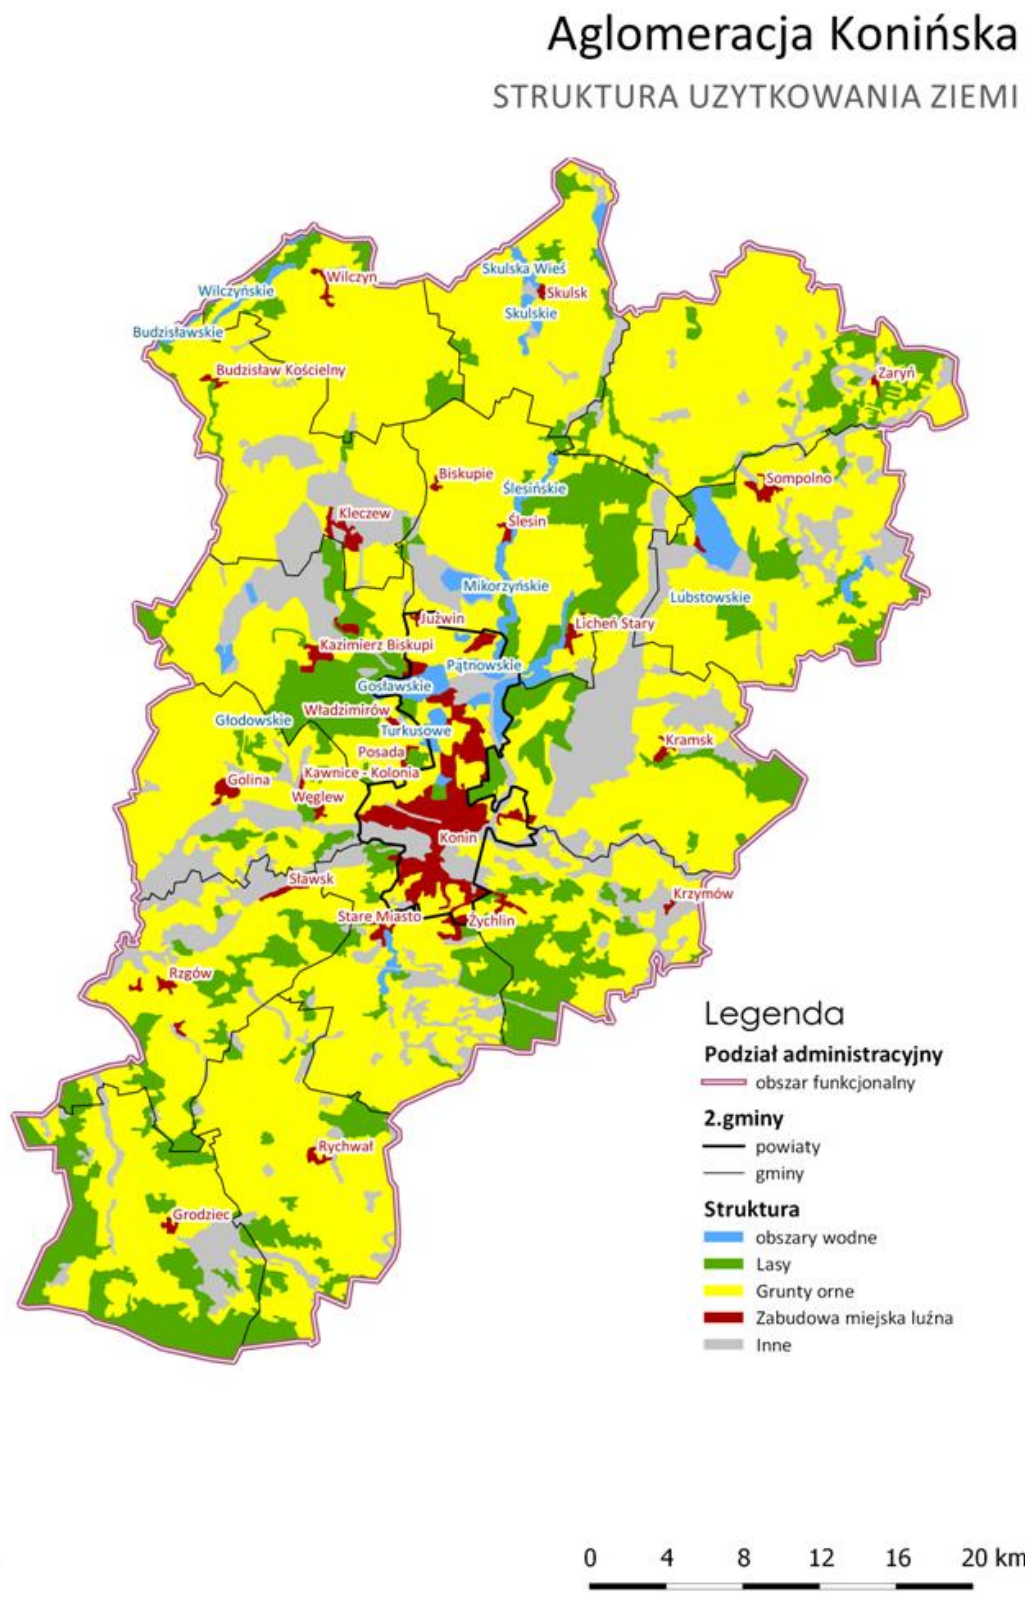 Aglomeracja Konińska
STRUKTURA UZYTKOWANIA ZIEMI
Skulska Wieś
Wilczyn
Wilczyńskie
Skulsk
Skulskie
Budzisławskie
Budzisław Kościelny
Zaryń
Biskupie
Sompolno
Ślesińskie
Kleczew
Ślesin
Mikorzyńskie
Lubstowskie
Juźwin
Licheń Stary
Kazimierz Biskupi
Pątnowskie
Gosławskie
Władzimirów
Głodowskie
Turkusowe
Kramsk
Posada
Kawnice - Kolonia
Golina
Węglew
Konin
Sławsk
Krzymów
Stare Miasto
Żychlin
Rzgów
Rychwał
Grodziec
Legenda
Podział administracyjny
obszar funkcjonalny
2.gminy
powiaty
gminy
Struktura
obszary wodne
Lasy
Grunty orne
Zabudowa miejska luźna
Inne
0 4 8 12 16 20 km